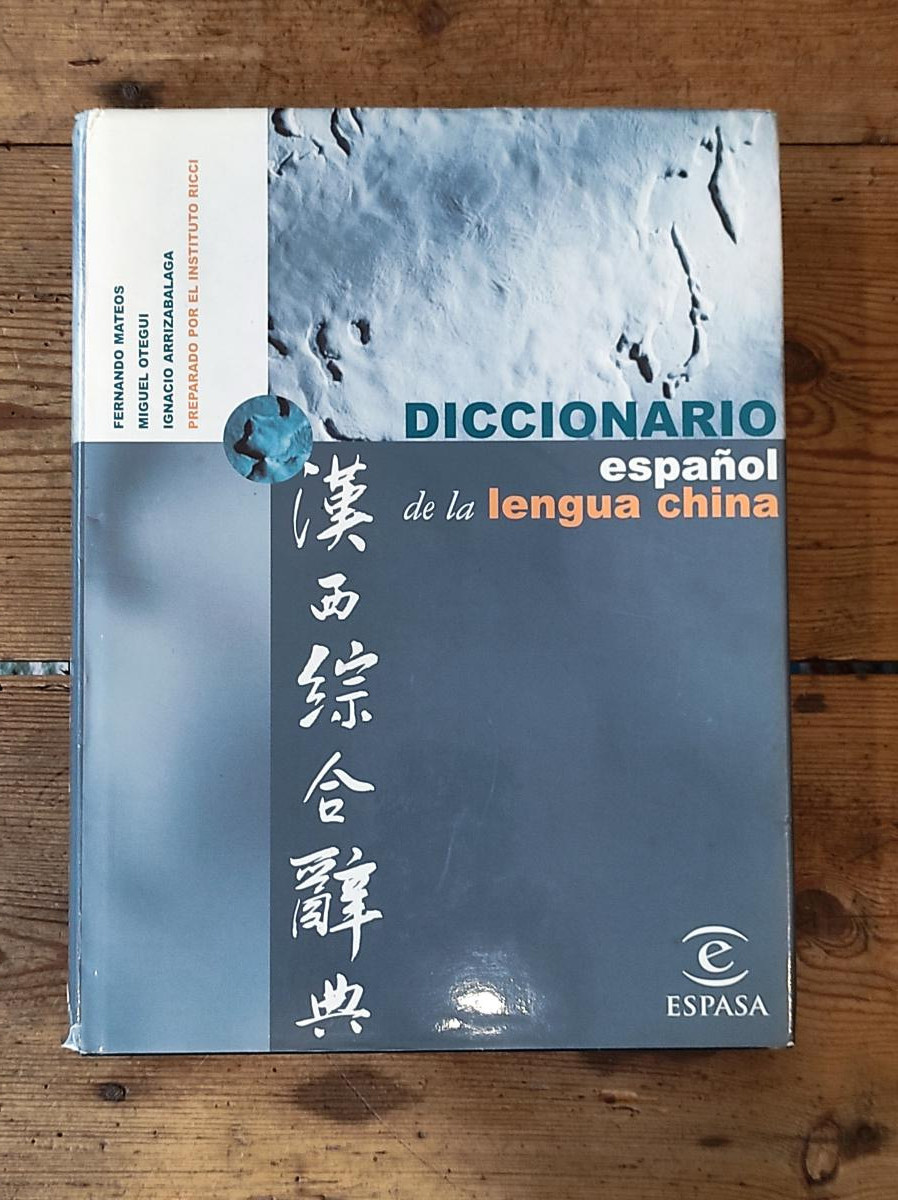 FERNANDO MATEOS
MIGUEL OTEGUI
IGNACIO ARRIZABALAGA
PREPARADO POR EL INSTITUTO RICCI
DICCIONARIO
español
de la lengua china
漢西綜合辭典
e
ESPASA